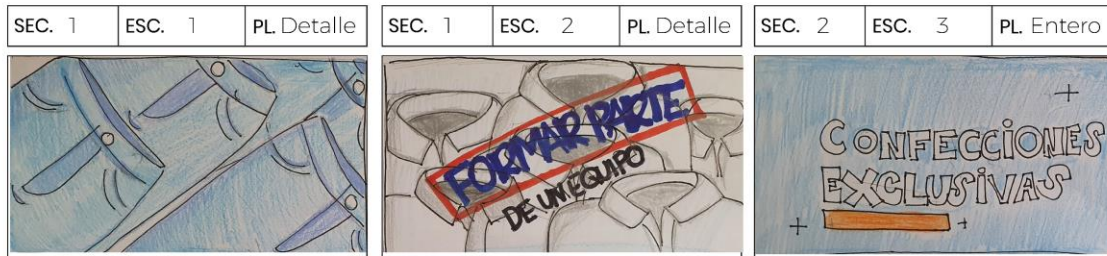 SEC. 1 ESC. 1 PL. Detalle
SEC. 1 ESC. 2 PL. Detalle
SEC. 2 ESC. 3 PL. Entero
FORMAR PARTE
DE UN EQUIPO
CONFECCIONES
EXCLUSIVAS